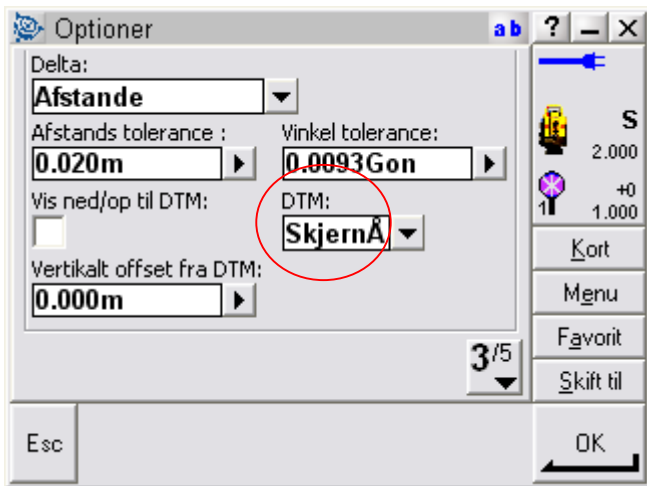 Optioner ab ? – ×
Delta:
Afstande
Afstands tolerance : Vinkel tolerance:
0.020m 0.0093Gon
Vis ned/op til DTM: DTM:
SkjernÅ
Vertikalt offset fra DTM:
0.000m
3/5
Esc
S
2.000
+0
1 1.000
Kort
Menu
Favorit
Skift til
OK